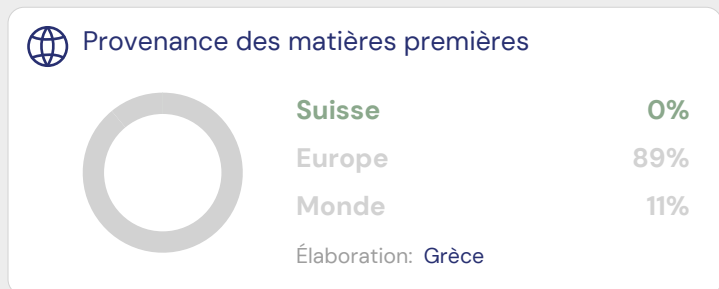 Provenance des matières premières
Suisse 0%
Europe 89%
Monde 11%
Élaboration: Grèce